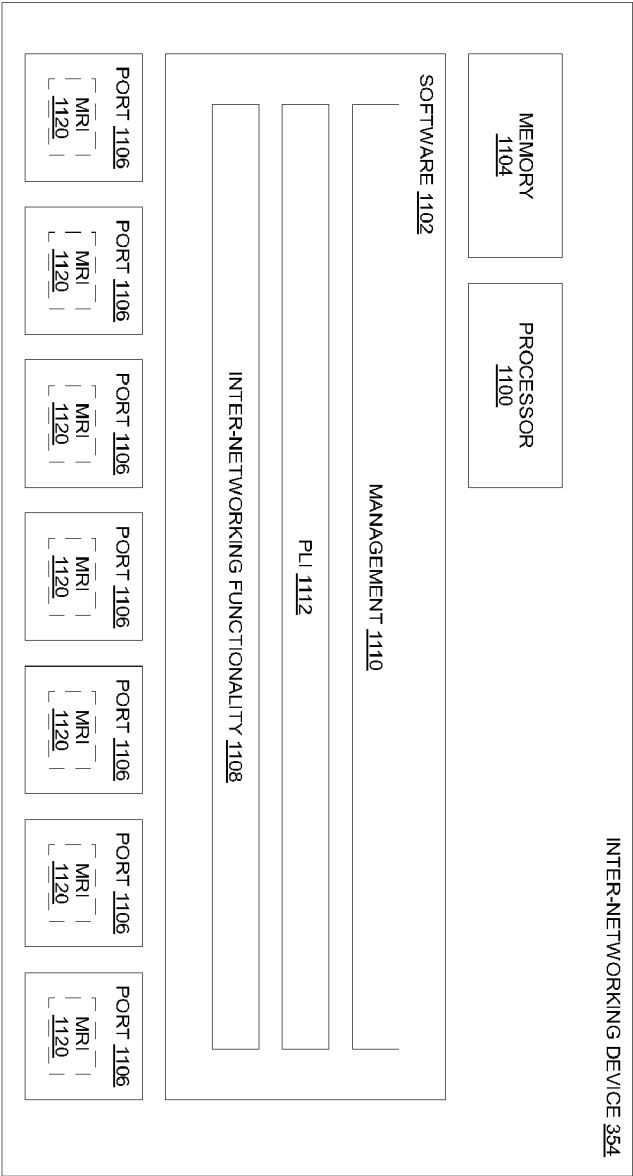 INTER-NETWORKING DEVICE 354
MEMORY
1104
PROCESSOR
1100
SOFTWARE 1102
MANAGEMENT 1110
PLI 1112
INTER-NETWORKING FUNCTIONALITY 1108
PORT 1106
MRI
1120
PORT 1106
MRI
1120
PORT 1106
MRI
1120
PORT 1106
MRI
1120
PORT 1106
MRI
1120
PORT 1106
MRI
1120
PORT 1106
MRI
1120